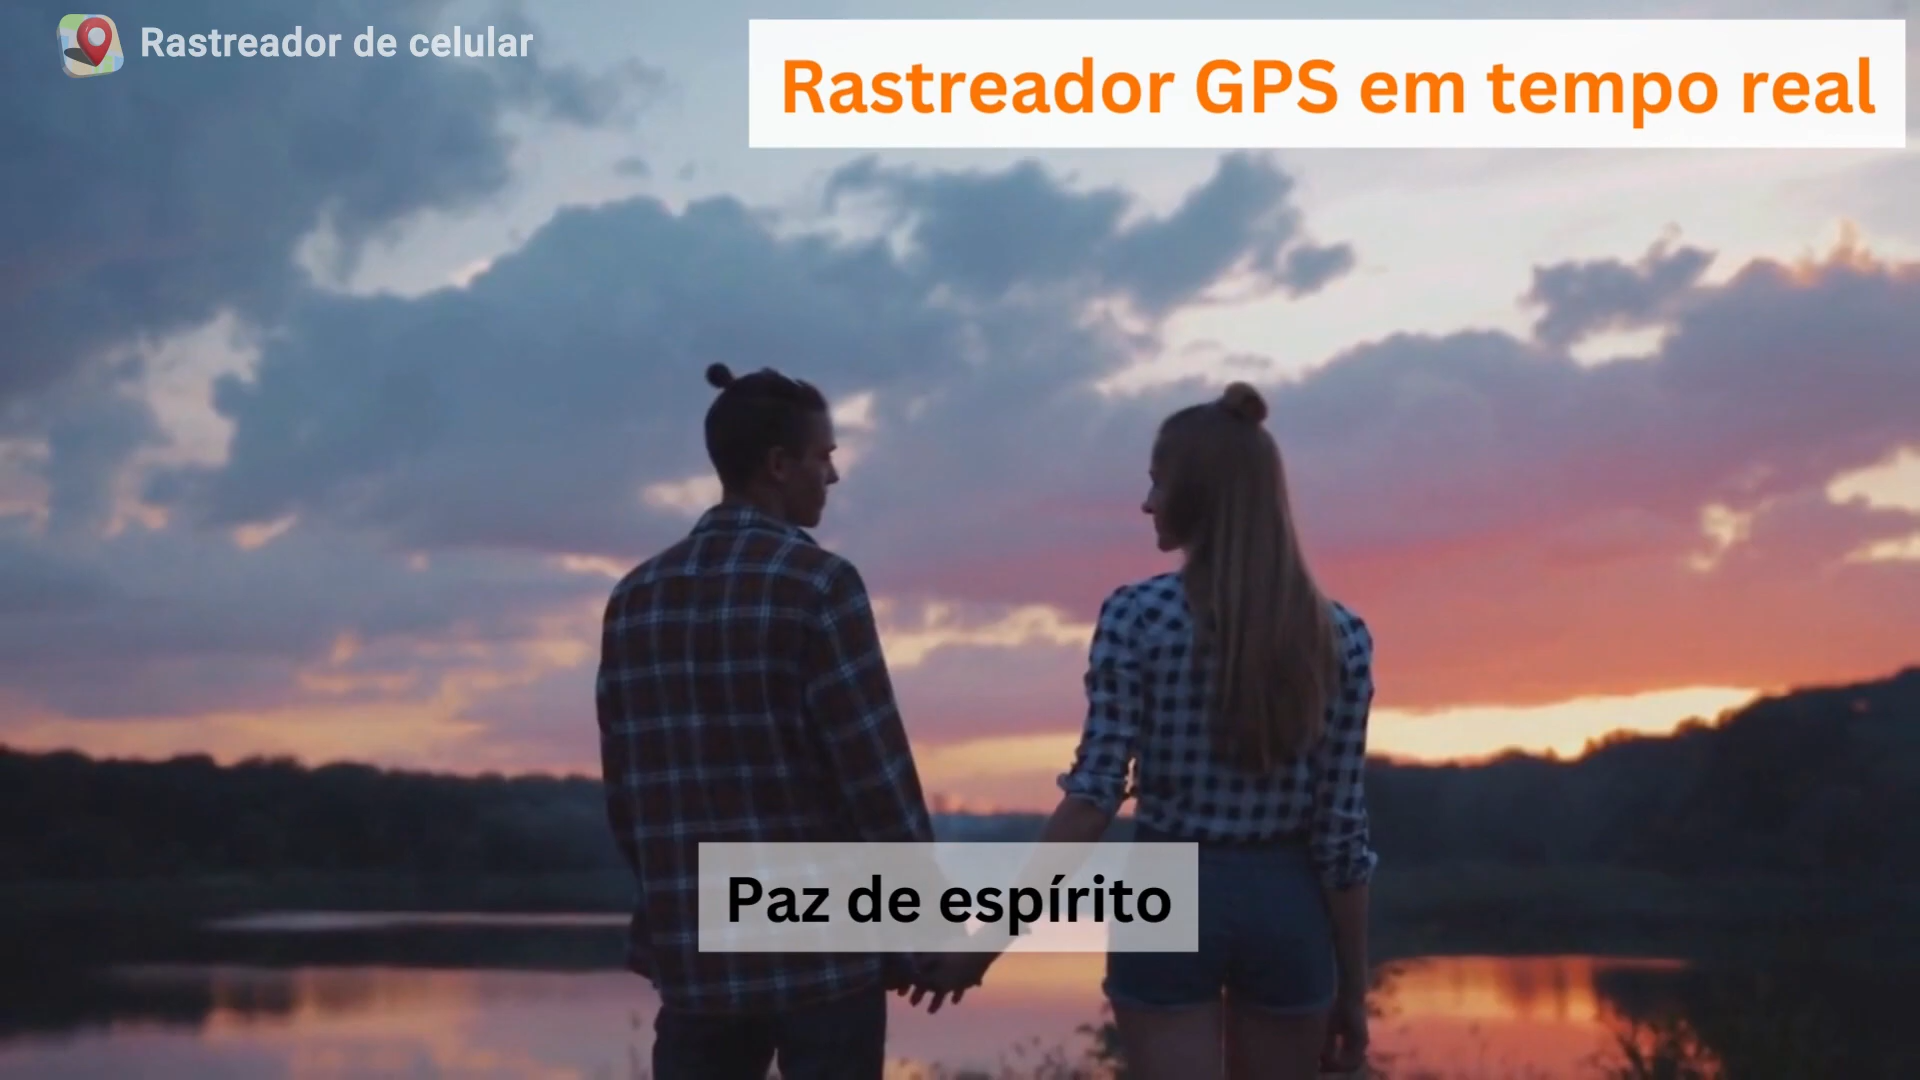 Rastreador de celular
Rastreador GPS em tempo real
Paz de espírito